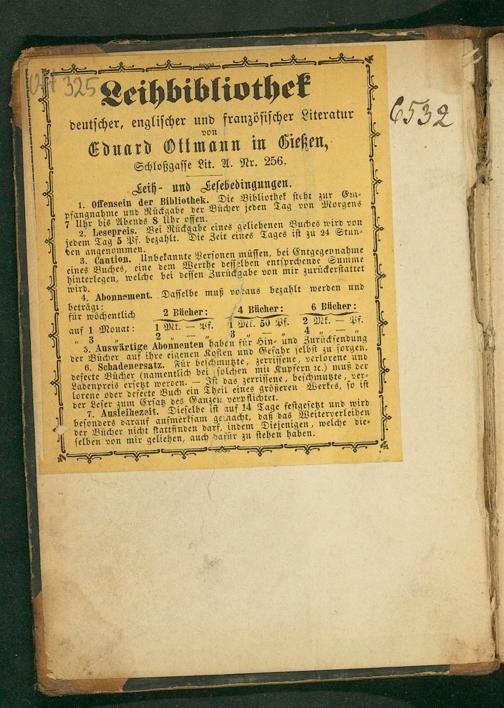 Oft 325
6532
Leihbibliothek
deutscher, englischer und französischer Literatur
von
Eduard Ottmann in Gießen,
Schloßgasse Lit. A. Nr. 256.
Leih- und Lesebedingungen.
1. Offensein der Bibliothek. Die Bibliothek steht zur Em-
pfangnahme und Rückgabe der Bücher jeden Tag von Morgens
7 Uhr bis Abends 8 Uhr offen.
2. Lesepreis. Bei Rückgabe eines geliehenen Buches wird von
jedem Tag 5 Pf. bezahlt. Die Zeit eines Tages ist zu 24 Stun-
den angenommen.
3. Caution. Unbekannte Personen müssen, bei Entgegennahme
eines Buches, eine dem Werthe desselben entsprchende Summe
hinterlegen, welche bei dessen Zurückgabe von mir zurückerstattet
wird.
4. Abonnement. Dasselbe muß voraus bezahlt werden und
beträgt:
für wöchentlich 2 Bücher: 4 Bücher: 6 Bücher:
auf 1 Monat: 1 Mk. — Pf. 1 Mk. 50 Pf. 2 Mk. — Pf.
„ 3 „ 2 „ — „ 3 „ — „ 4 „ — „
5. Auswärtige Abonnenten haben für Hin- und Zurücksendung
der Bücher auf ihre eigenen Kosten und Gefahr selbst zu sorgen.
6. Schadenersatz. Für beschmutzte, zerrissene, verlorene und
defecte Bücher (namentlich bei solchen mit Kupfern ꝛc.) muß der
Ladenpreis ersetzt werden. — Ist das zerrissene, beschmutzte, ver-
lorene oder defecte Buch ein Theil eines größeren Werkes, so ist
der Leser zum Ersatz des Ganzen verpflichtet.
7. Ausleihezeit. Dieselbe ist auf 14 Tage festgesetzt und wird
besonders darauf aufmerksam gemacht, daß das Weiterverleihen
der Bücher nicht stattfinden darf, indem Diejenigen, welche die-
selben von mir geliehen, auch dafür zu stehen haben.